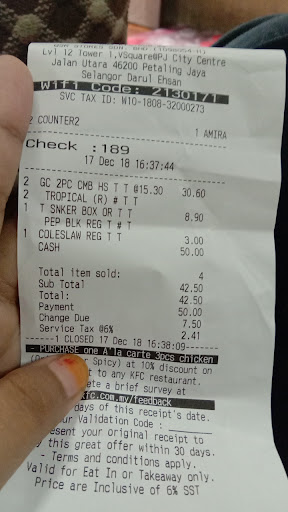 Lvl 12 Tower 1,VSquare@PJ City Centre
Jalan Utara 46200 Petaling Jaya
Selangor Darul Ehsan
Wifi Code: 2130171
SVC TAX ID: W10-1808-32000273
2 COUNTER2 1 AMIRA
Check :189
17 Dec 18 16:37:44
2 GC 2PC CMB HS T T @15.30 30.60
2 TROPICAL (R) # T T
1 T SNKER BOX OR T T 8.90
PEP BLK REG T # T
1 COLESLAW REG T T 3.00
CASH 50.00
Total item sold: 4
Sub Total 42.50
Total: 42.50
Payment 50.00
Change Due 7.50
Service Tax @6% 2.41
----1 CLOSED 17 Dec 18 16:38:09----
- PURCHASE one A'la carte 3pcs chicken
Spicy) at 10% discount on
to any KFC restaurant.
a brief survey at
kfc.com.my/feedback
days of this receipt's date.
Validation Code : ______
your original receipt to
this great offer within 30 days.
- Terms and conditions apply.
Valid for Eat In or Takeaway only.
Price are Inclusive of 6% SST